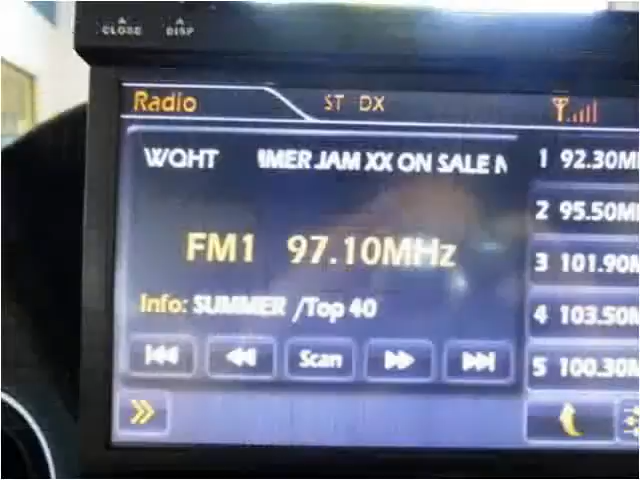 CLOSE DISP
Radio ST DX
WQHT MER JAM XX ON SALE N
1 92.30M
2 95.50M
FM1 97.10MHz
3 101.90M
Info: SUMMER /Top 40
4 103.50M
Scan
5 100.30M